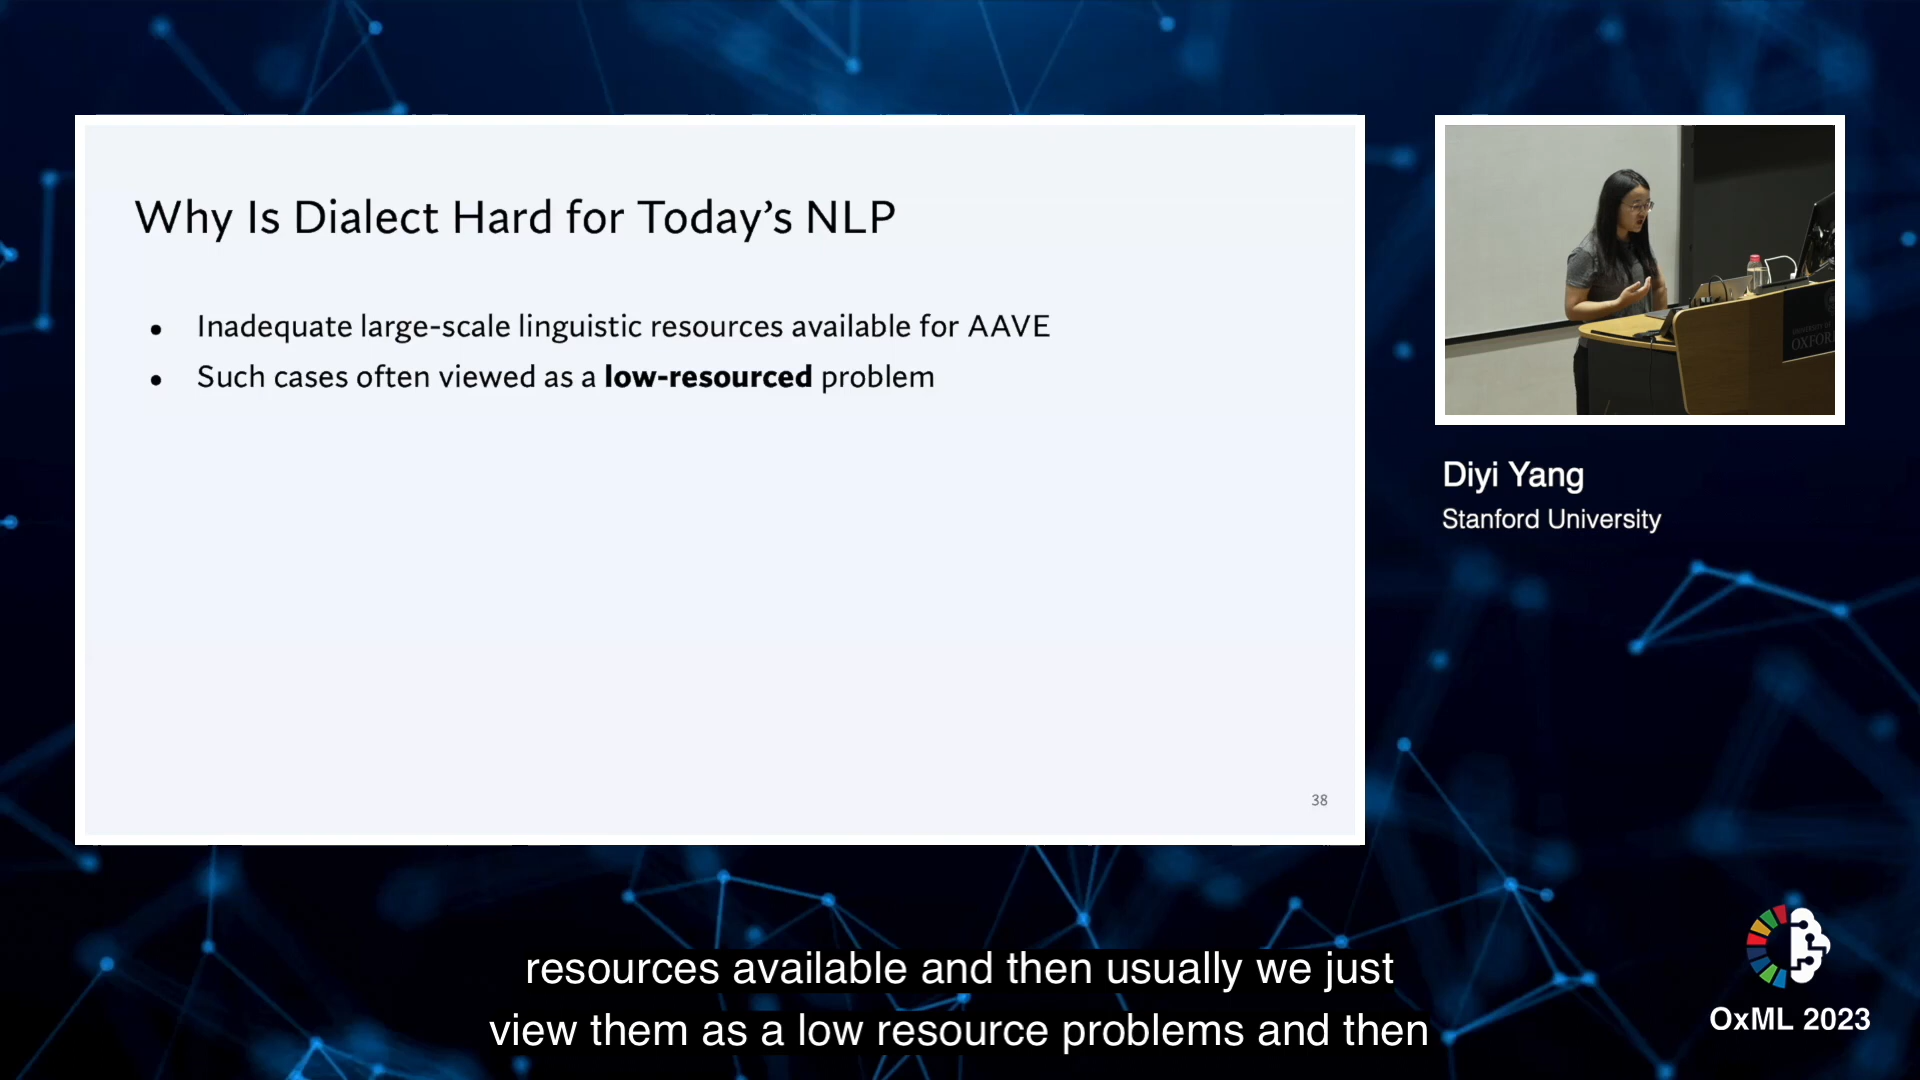 Why Is Dialect Hard for Today's NLP
• Inadequate large-scale linguistic resources available for AAVE
• Such cases often viewed as a low-resourced problem
38
OXFOR
Diyi Yang
Stanford University
resources available and then usually we just
view them as a low resource problems and then
OxML 2023